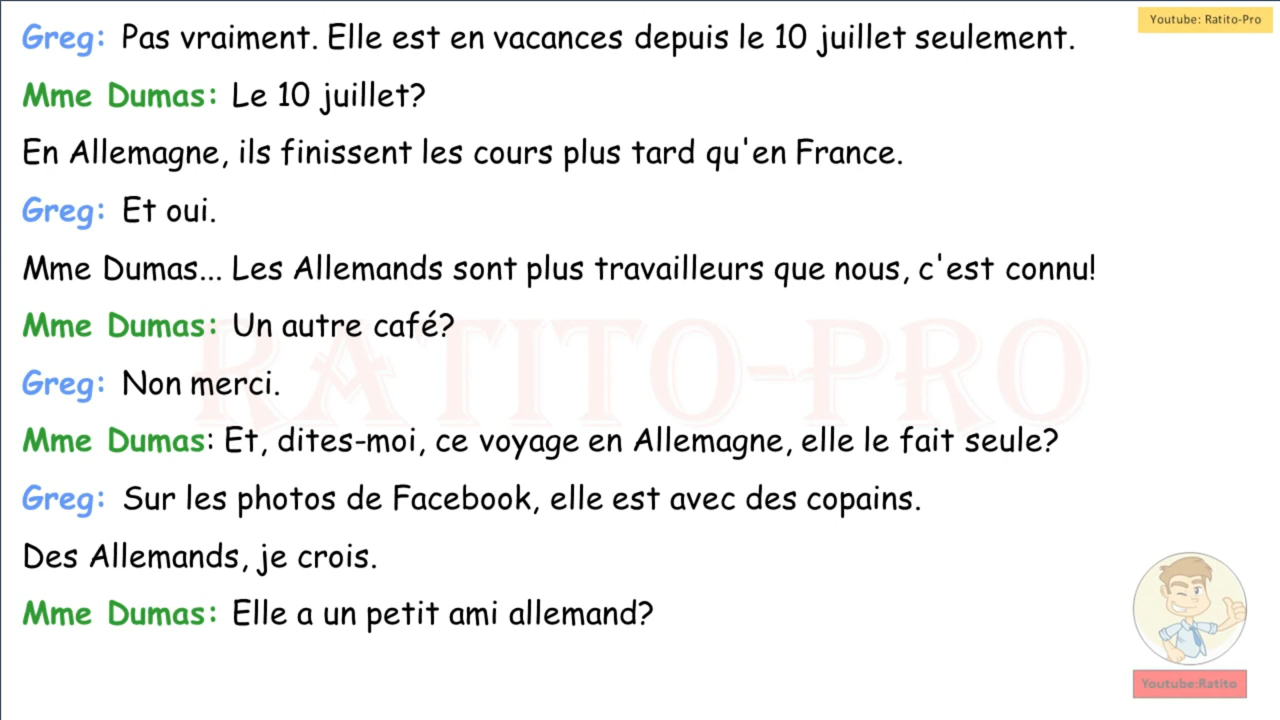 Youtube: Ratito-Pro
Greg: Pas vraiment. Elle est en vacances depuis le 10 juillet seulement.
Mme Dumas: Le 10 juillet?
En Allemagne, ils finissent les cours plus tard qu'en France.
Greg: Et oui.
Mme Dumas... Les Allemands sont plus travailleurs que nous, c'est connu!
Mme Dumas: Un autre café?
RATITO-PRO
Greg: Non merci.
Mme Dumas: Et, dites-moi, ce voyage en Allemagne, elle le fait seule?
Greg: Sur les photos de Facebook, elle est avec des copains.
Des Allemands, je crois.
Mme Dumas: Elle a un petit ami allemand?
Youtube:Ratito